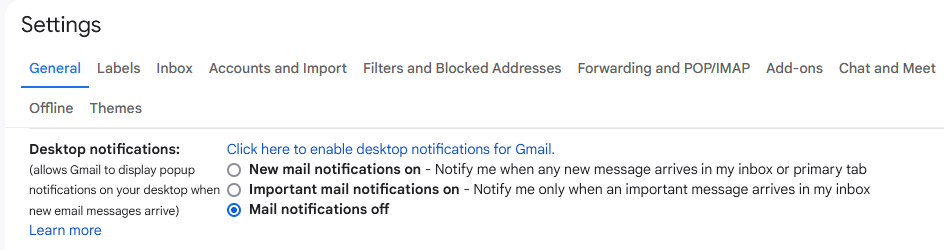 Settings
General Labels Inbox Accounts and Import Filters and Blocked Addresses Forwarding and POP/IMAP Add-ons Chat and Meet
Offline Themes
Desktop notifications: Click here to enable desktop notifications for Gmail.
(allows Gmail to display popup New mail notifications on - Notify me when any new message arrives in my inbox or primary tab
notifications on your desktop when Important mail notifications on - Notify me only when an important message arrives in my inbox
new email messages arrive) Mail notifications off
Learn more